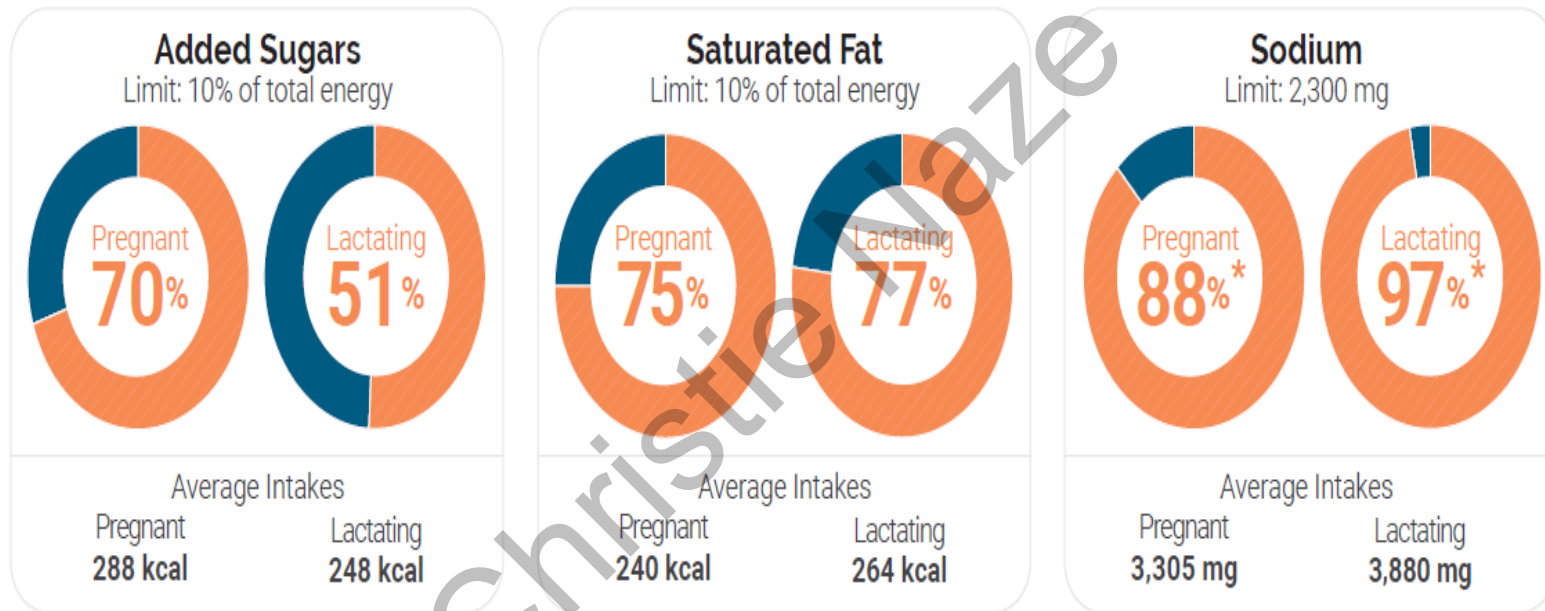 Added Sugars
Limit: 10% of total energy
Pregnant
70%
Lactating
51%
Average Intakes
Pregnant
288 kcal
Lactating
248 kcal
Saturated Fat
Limit: 10% of total energy
Pregnant
75%
Lactating
77%
Average Intakes
Pregnant
240 kcal
Lactating
264 kcal
Sodium
Limit: 2,300 mg
Pregnant
88%*
Lactating
97%*
Average Intakes
Pregnant
3,305 mg
Lactating
3,880 mg
Christie Naze